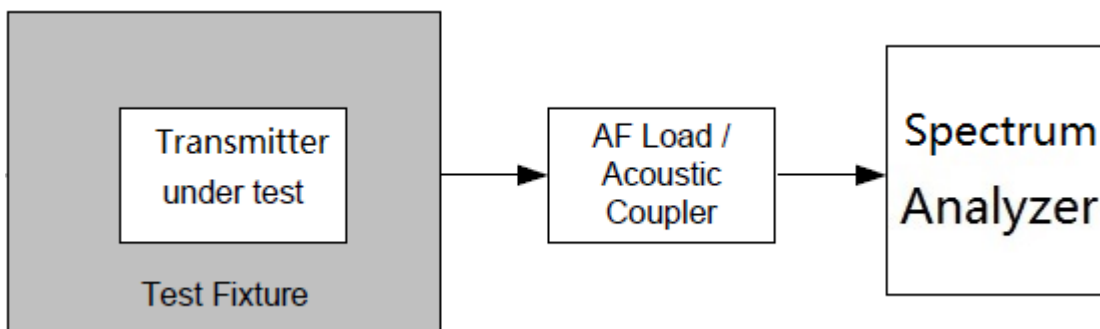 Transmitter
under test
Test Fixture
AF Load /
Acoustic
Coupler
Spectrum
Analyzer